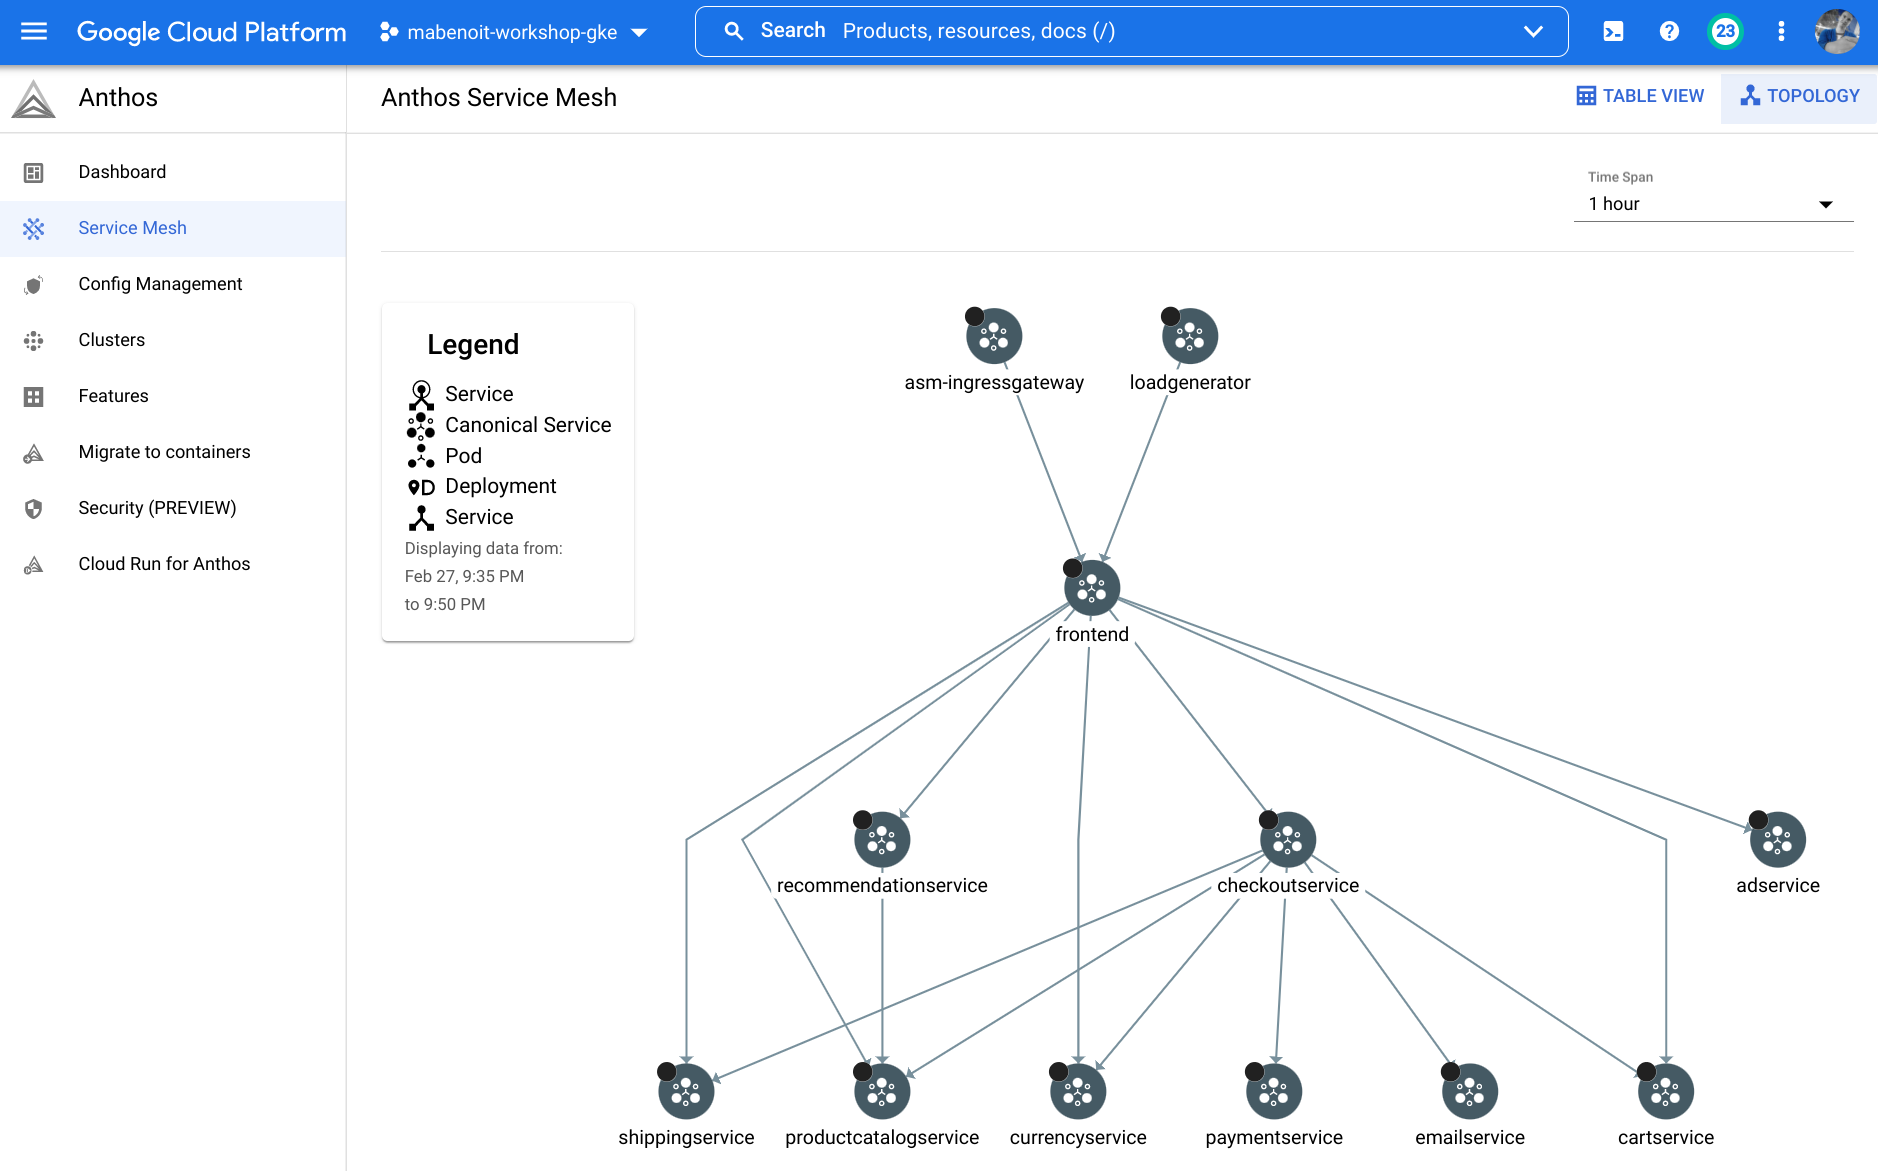 Google Cloud Platform
mabenoit-workshop-gke
Search Products, resources, docs (/)
23
Anthos
Anthos Service Mesh
TABLE VIEW
TOPOLOGY
Dashboard
Service Mesh
Config Management
Clusters
Features
Migrate to containers
Security (PREVIEW)
Cloud Run for Anthos
Time Span
1 hour
Legend
Service
Canonical Service
Pod
D Deployment
Service
Displaying data from:
Feb 27, 9:35 PM
to 9:50 PM
asm-ingressgateway
loadgenerator
frontend
recommendationservice
checkoutservice
adservice
shippingservice
productcatalogservice
currencyservice
paymentservice
emailservice
cartservice